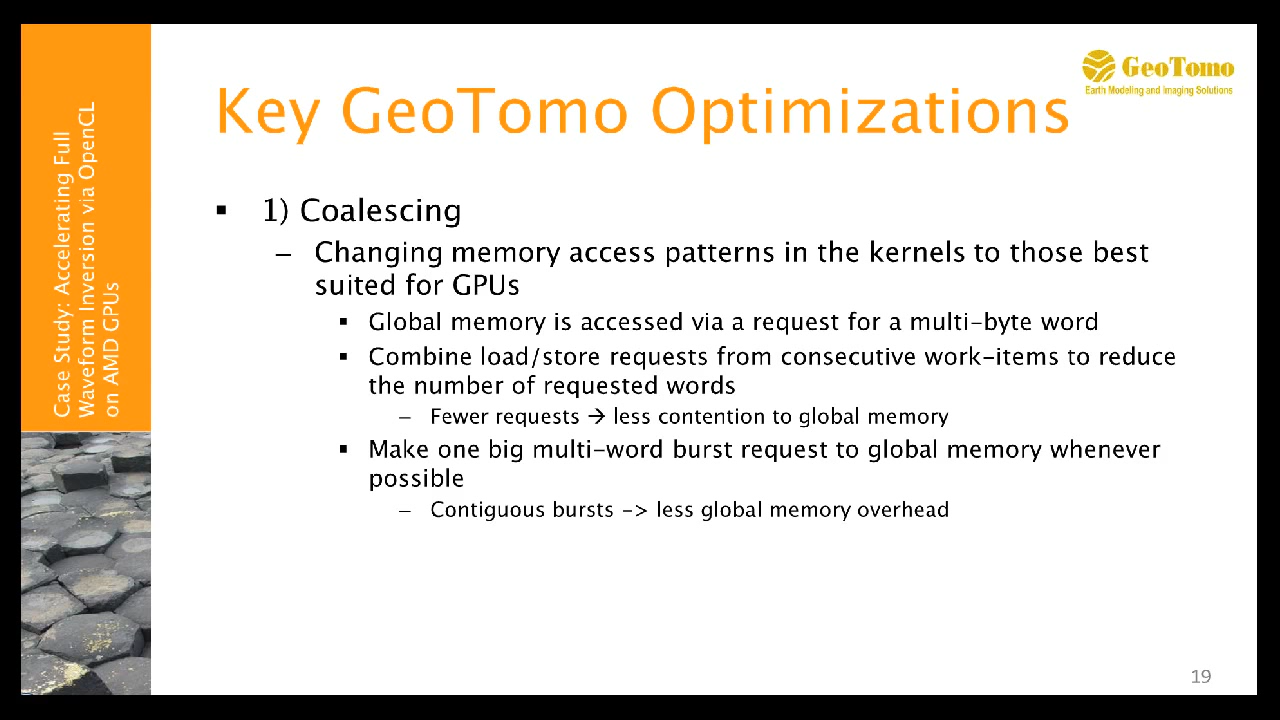 Case Study: Accelerating Full
Waveform Inversion via OpenCL
on AMD GPUs
GeoTomo
Earth Modeling and Imaging Solutions
Key GeoTomo Optimizations
▪ 1) Coalescing
– Changing memory access patterns in the kernels to those best
suited for GPUs
▪ Global memory is accessed via a request for a multi-byte word
▪ Combine load/store requests from consecutive work-items to reduce
the number of requested words
– Fewer requests → less contention to global memory
▪ Make one big multi-word burst request to global memory whenever
possible
– Contiguous bursts -> less global memory overhead
19